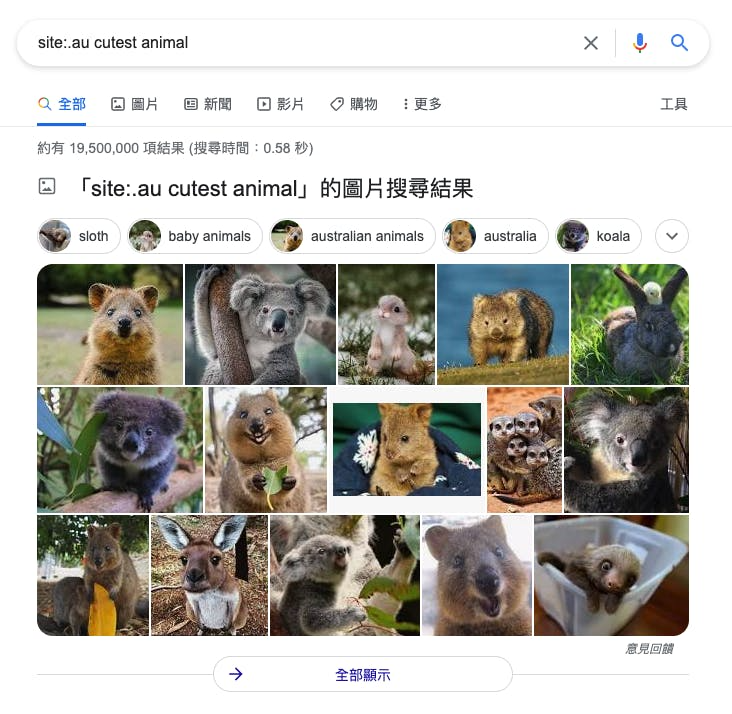 site:.au cutest animal
全部 圖片 新聞 影片 購物 更多 工具
約有 19,500,000 項結果 (搜尋時間：0.58 秒)
「site:.au cutest animal」的圖片搜尋結果
sloth baby animals australian animals australia koala
意見回饋
全部顯示